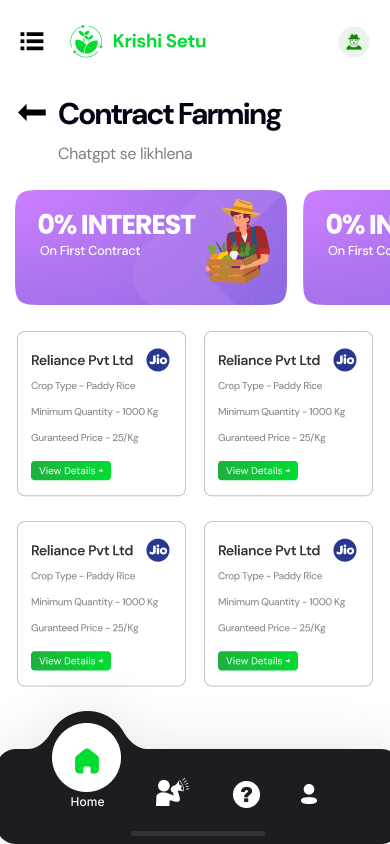 Krishi Setu
Contract Farming
Chatgpt se likhlena
0% INTEREST
On First Contract
0% IN
On First Co
Reliance Pvt Ltd
Jio
Crop Type - Paddy Rice
Minimum Quantity - 1000 Kg
Guranteed Price - 25/Kg
View Details →
Reliance Pvt Ltd
Jio
Crop Type - Paddy Rice
Minimum Quantity - 1000 Kg
Guranteed Price - 25/Kg
View Details →
Reliance Pvt Ltd
Jio
Crop Type - Paddy Rice
Minimum Quantity - 1000 Kg
Guranteed Price - 25/Kg
View Details →
Reliance Pvt Ltd
Jio
Crop Type - Paddy Rice
Minimum Quantity - 1000 Kg
Guranteed Price - 25/Kg
View Details →
Home
?